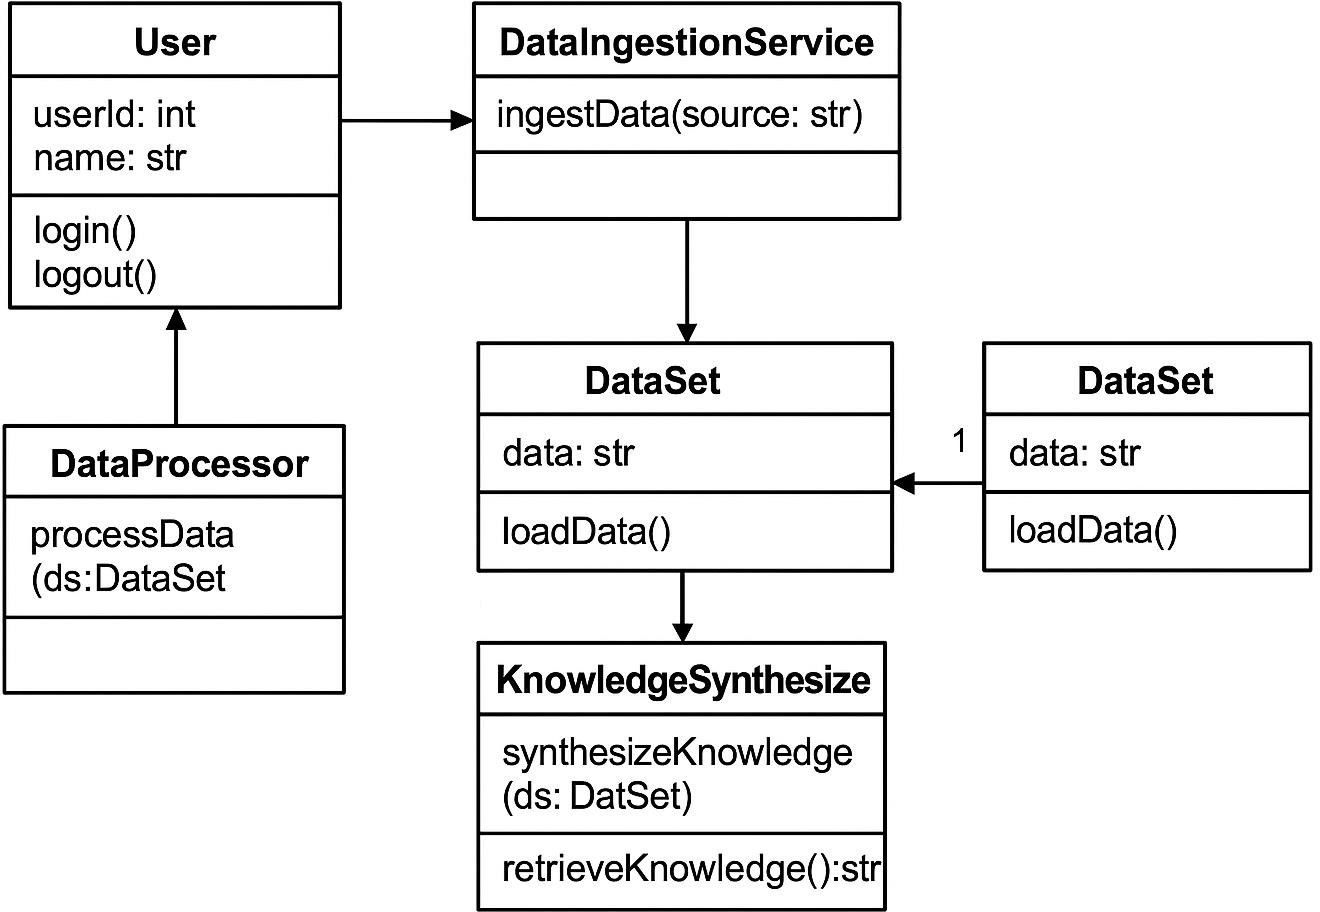 User
userId: int
name: str
login()
logout()
DataIngestionService
ingestData(source: str)
DataProcessor
processData
(ds:DataSet
DataSet
data: str
loadData()
1
DataSet
data: str
loadData()
KnowledgeSynthesize
synthesizeKnowledge
(ds: DatSet)
retrieveKnowledge():str